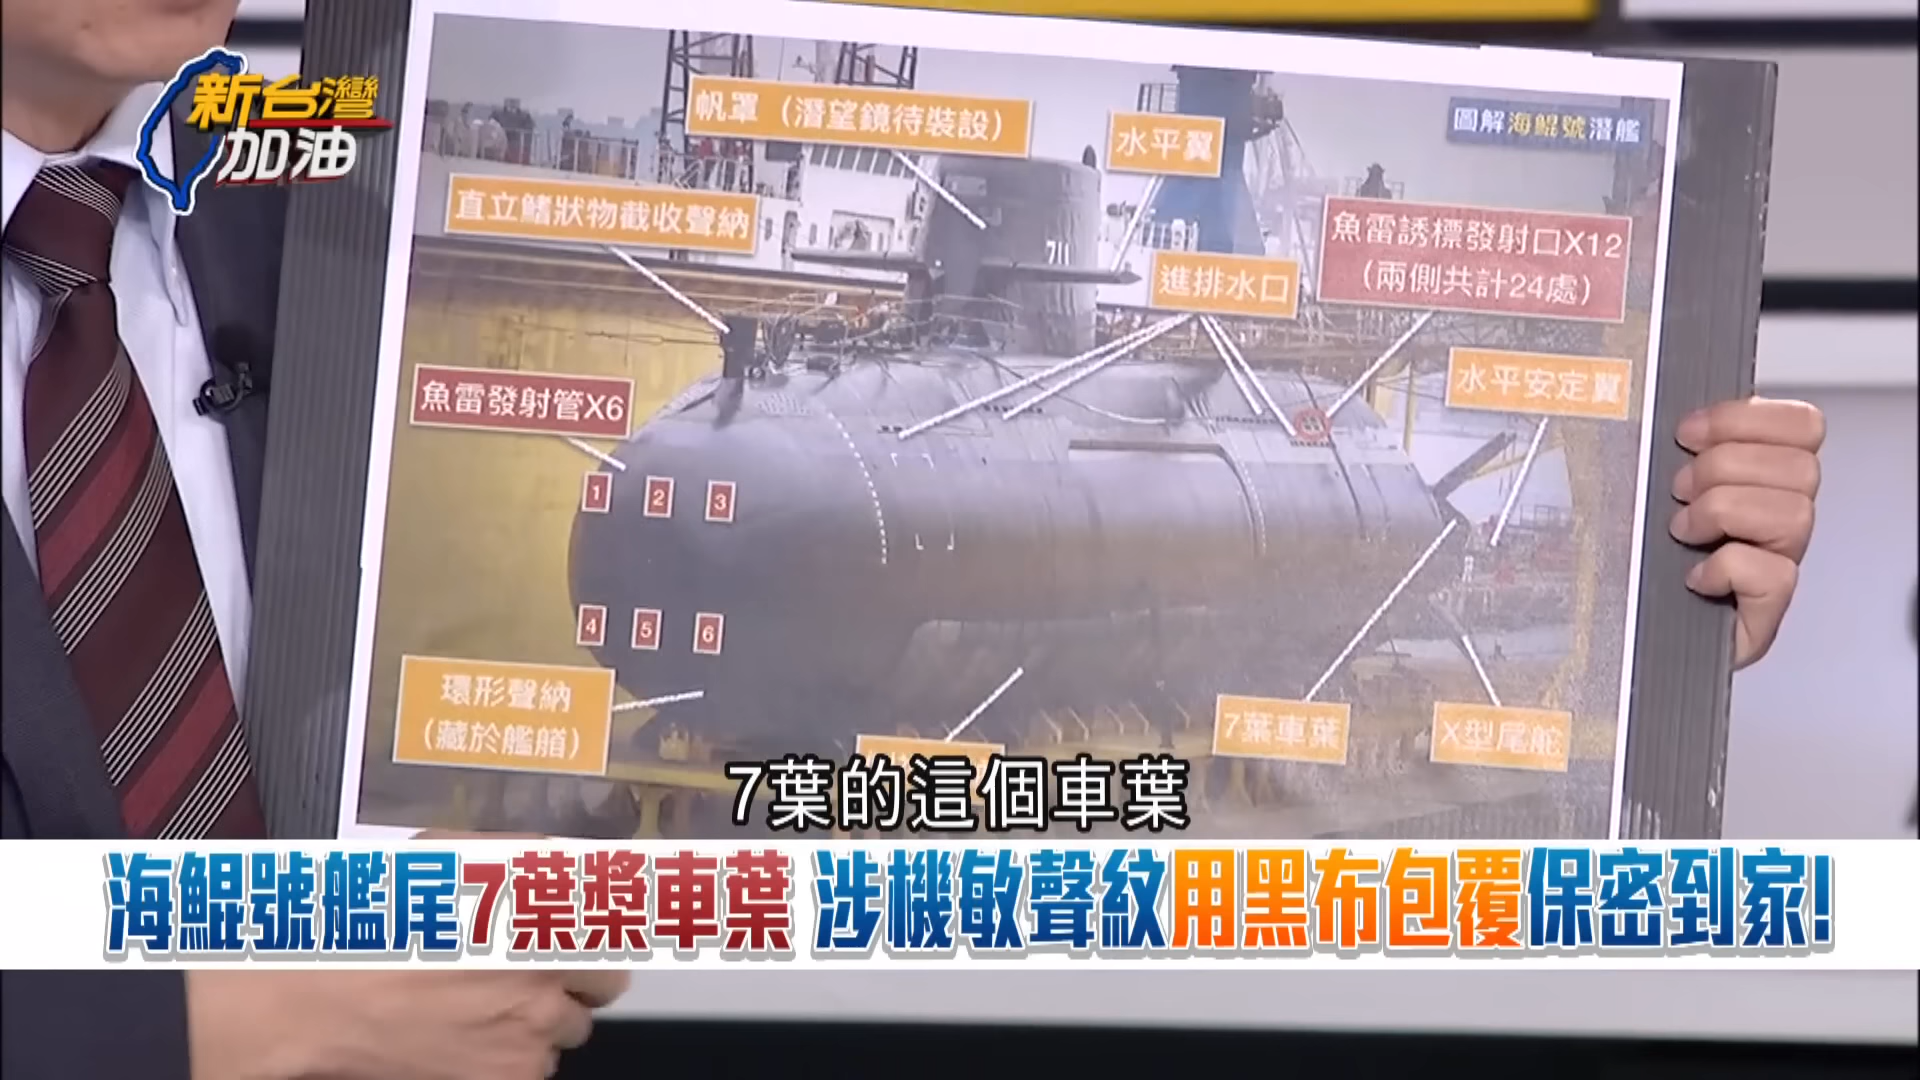 新台灣
加油
圖解海鯤號潛艦
帆罩（潛望鏡待裝設）
水平翼
直立鰭狀物截收聲納
711
魚雷誘標發射口X12
（兩側共計24處）
進排水口
水平安定翼
魚雷發射管X6
1
2
3
4
5
6
環形聲納
（藏於艦艏）
7葉車葉
X型尾舵
7葉的這個車葉
海鯤號艦尾7葉槳車葉 涉機敏聲紋用黑布包覆保密到家!